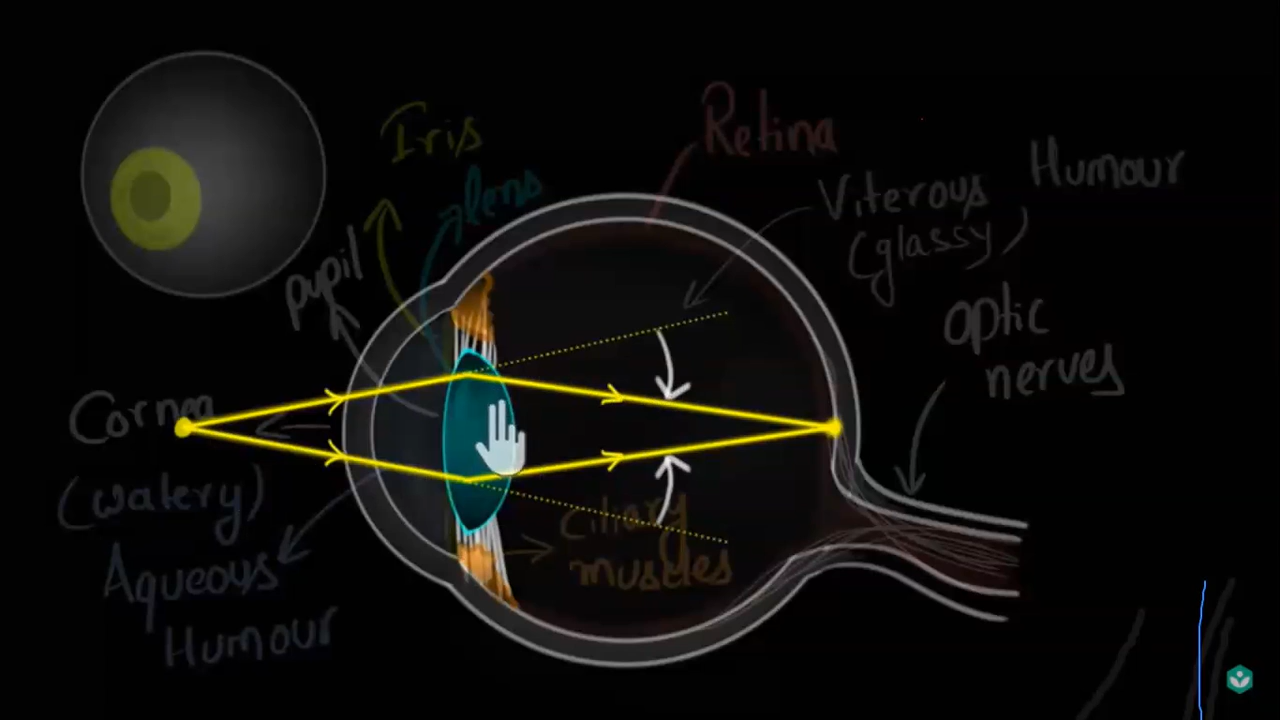 Iris
Retina
lens
Viterous Humour
(glassy)
pupil
optic
nerves
Cornea
(watery)
Aqueous
Humour
Ciliary
muscles